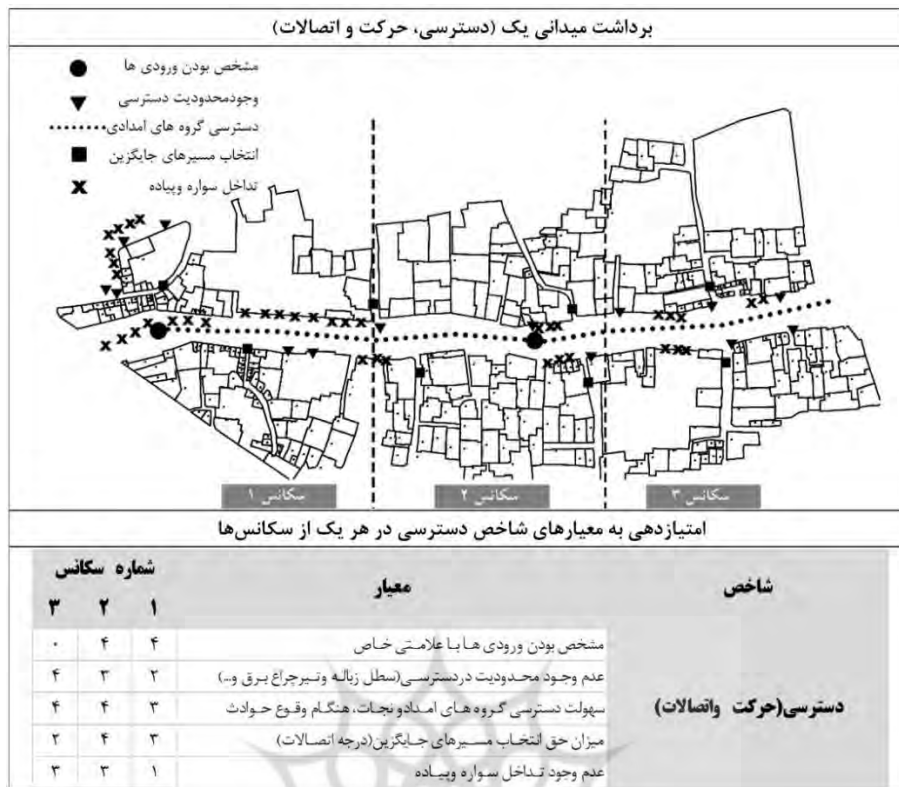 برداشت میدانی یک (دسترسی، حرکت و اتصالات)
مشخص بودن ورودی ها
وجودمحدودیت دسترسی
دسترسی گروه های امدادی
انتخاب مسیرهای جایگزین
تداخل سواره وپیاده
سکانس ۱
سکانس ۲
سکانس ۳
امتیازدهی به معیارهای شاخص دسترسی در هر یک از سکانس‌ها
شاخص معیار شماره سکانس
۱ ۲ ۳
مشخص بودن ورودی ها با علامتی خاص ۴ ۴ ۰
عدم وجود محدودیت دردسترسی(سطل زباله وتیرچراغ برق و...) ۲ ۳ ۴
دسترسی(حرکت واتصالات) سهولت دسترسی گروه های امدادو نجات، هنگام وقوع حوادث ۳ ۴ ۴
میزان حق انتخاب مسیرهای جایگزین(درجه اتصالات) ۳ ۴ ۲
عدم وجود تداخل سواره وپیاده ۱ ۳ ۳